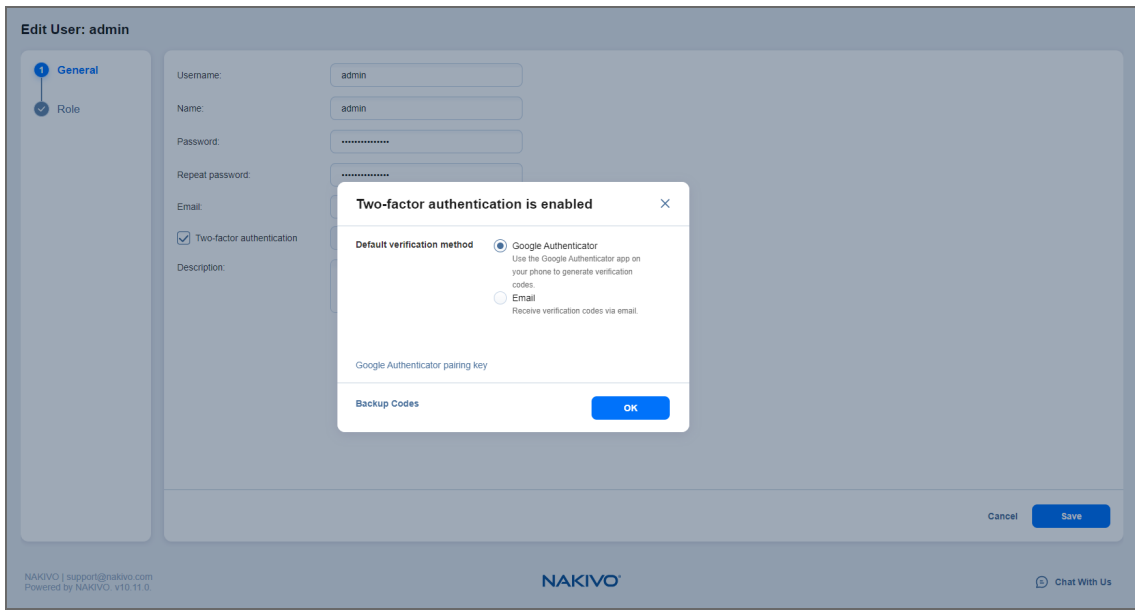 Edit User: admin
1 General
Role
Username: admin
Name: admin
Password: •••••••••••••••
Repeat password: •••••••••••••••
Email:
Two-factor authentication
Description:
Two-factor authentication is enabled
Default verification method
Google Authenticator
Use the Google Authenticator app on
your phone to generate verification
codes.
Email
Receive verification codes via email.
Google Authenticator pairing key
Backup Codes
OK
Cancel
Save
NAKIVO | support@nakivo.com
Powered by NAKIVO. v10.11.0.
NAKIVO®
Chat With Us